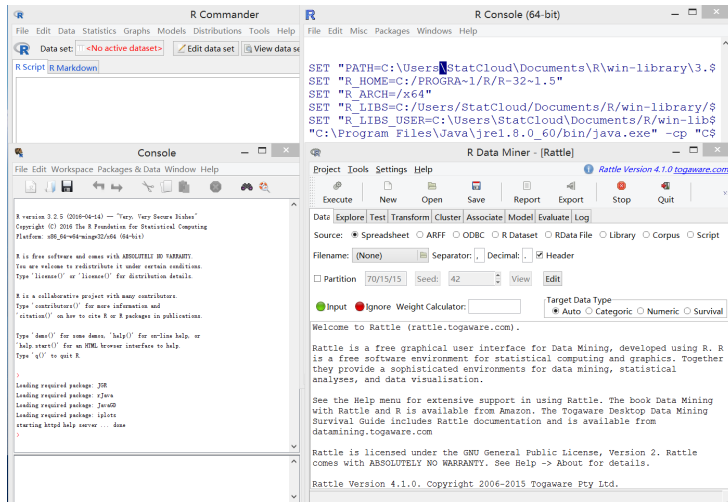 R Commander
File Edit Data Statistics Graphs Models Distributions Tools Help
Data set: <No active dataset> Edit data set View data se
R Script R Markdown
R Console (64-bit)
File Edit Misc Packages Windows Help
SET "PATH=C:\Users\StatCloud\Documents\R\win-library\3.$
SET "R_HOME=C:/PROGRA~1/R/R-32~1.5"
SET "R_ARCH=/x64"
SET "R_LIBS=C:/Users/StatCloud/Documents/R/win-library/$
SET "R_LIBS_USER=C:\Users\StatCloud\Documents/R/win-lib$
"C:\Program Files\Java\jre1.8.0_60/bin/java.exe" -cp "C$
Console
File Edit Workspace Packages & Data Window Help
R version 3.2.5 (2016-04-14) -- "Very, Very Secure Dishes"
Copyright (C) 2016 The R Foundation for Statistical Computing
Platform: x86_64-w64-mingw32/x64 (64-bit)
R is free software and comes with ABSOLUTELY NO WARRANTY.
You are welcome to redistribute it under certain conditions.
Type 'license()' or 'licence()' for distribution details.
R is a collaborative project with many contributors.
Type 'contributors()' for more information and
'citation()' on how to cite R or R packages in publications.
Type 'demo()' for some demos, 'help()' for on-line help, or
'help.start()' for an HTML browser interface to help.
Type 'q()' to quit R.
>
Loading required package: JGR
Loading required package: rJava
Loading required package: JavaGD
Loading required package: iplots
starting httpd help server ... done
>
R Data Miner - [Rattle]
Project Tools Settings Help Rattle Version 4.1.0 togaware.com
Execute New Open Save Report Export Stop Quit
Data Explore Test Transform Cluster Associate Model Evaluate Log
Source: Spreadsheet ARFF ODBC R Dataset RData File Library Corpus Script
Filename: (None) Separator: , Decimal: . Header
Partition 70/15/15 Seed: 42 View Edit
Input Ignore Weight Calculator: Target Data Type
Auto Categoric Numeric Survival
Welcome to Rattle (rattle.togaware.com).
Rattle is a free graphical user interface for Data Mining, developed using R. R
is a free software environment for statistical computing and graphics. Together
they provide a sophisticated environments for data mining, statistical
analyses, and data visualisation.
See the Help menu for extensive support in using Rattle. The book Data Mining
with Rattle and R is available from Amazon. The Togaware Desktop Data Mining
Survival Guide includes Rattle documentation and is available from
datamining.togaware.com
Rattle is licensed under the GNU General Public License, Version 2. Rattle
comes with ABSOLUTELY NO WARRANTY. See Help -> About for details.
Rattle Version 4.1.0. Copyright 2006-2015 Togaware Pty Ltd.